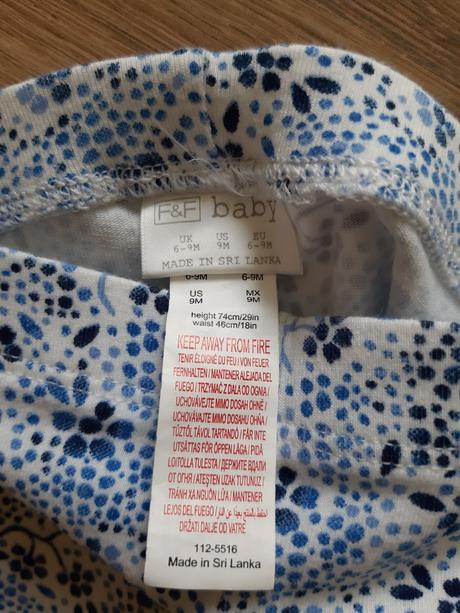 F&F baby
UK US EU
6-9M 9M 6-9M
MADE IN SRI LANKA
6-9M 6-9M
US MX
9M 9M
height 74cm/29in
waist 46cm/18in
KEEP AWAY FROM FIRE
TENIR ÉLOIGNÉ DU FEU / VON FEUER
FERNHALTEN / MANTENER ALEJADA DEL
FUEGO / TRZYMAĆ Z DALA OD OGNIA /
UCHOVÁVEJTE MIMO DOSAH OHNĚ /
UCHOVÁVAJTE MIMO DOSAHU OHŇA /
TŰZTŐL TÁVOL TARTANDÓ / FÅR INTE
UTSÄTTAS FÖR ÖPPEN LÅGA / PIDÄ
LOITOLLA TULESTA / ДЕРЖИТЕ ВДАЛИ
ОТ ОГНЯ / ATEŞTEN UZAK TUTUNUZ /
TRÁNH XA NGUỒN LỬA / MANTENER
LEJOS DEL FUEGO /
DRŽATI DALJE OD VATRE
112-5516
Made in Sri Lanka